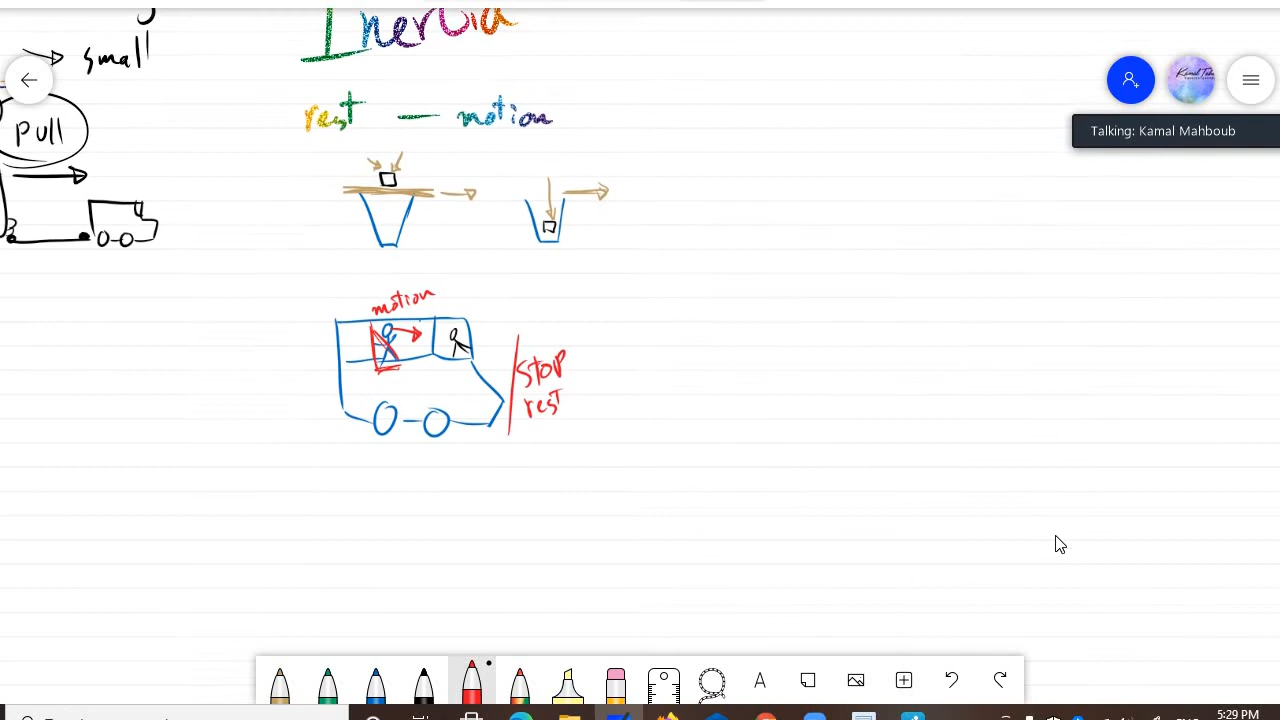 Inertia
small
rest — motion
pull
Talking: Kamal Mahboub
motion
stop
rest
A
5:29 PM